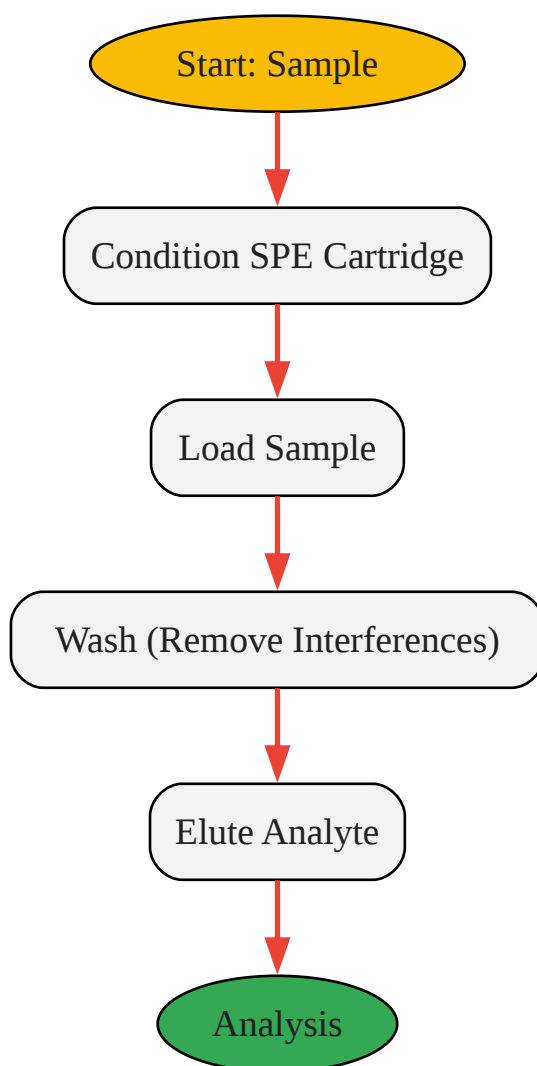 Start: Sample
Condition SPE Cartridge
Load Sample
Wash (Remove Interferences)
Elute Analyte
Analysis